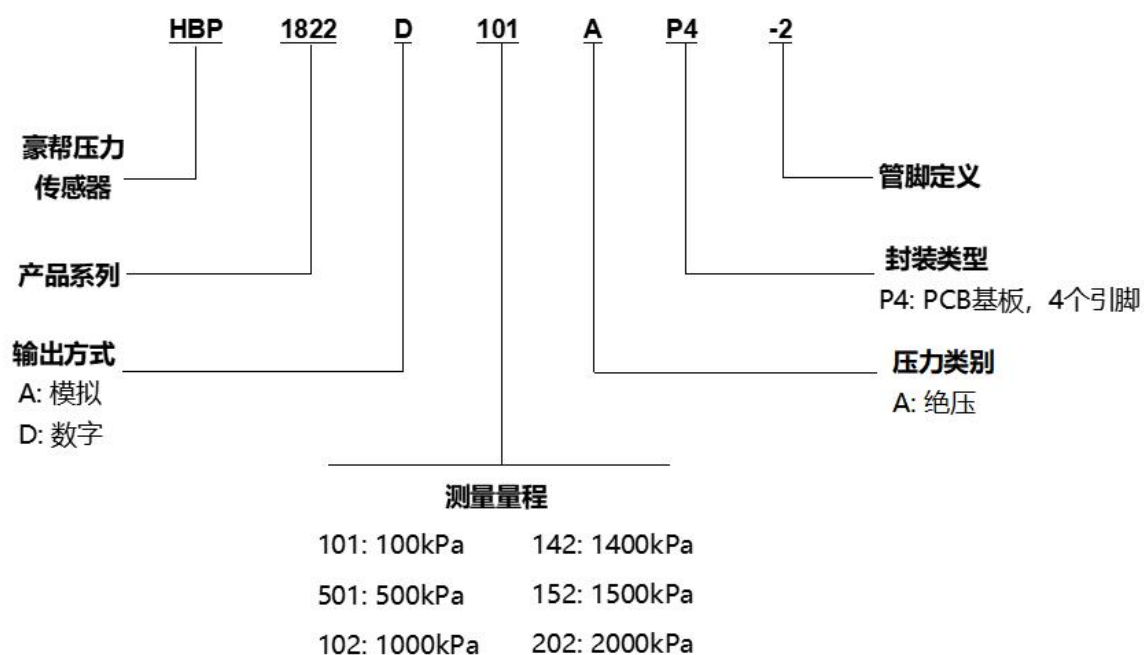 HBP 1822 D 101 A P4 -2
豪帮压力
传感器
管脚定义
产品系列
封装类型
P4: PCB基板，4个引脚
输出方式
A: 模拟
D: 数字
压力类别
A: 绝压
测量量程
101: 100kPa 142: 1400kPa
501: 500kPa 152: 1500kPa
102: 1000kPa 202: 2000kPa